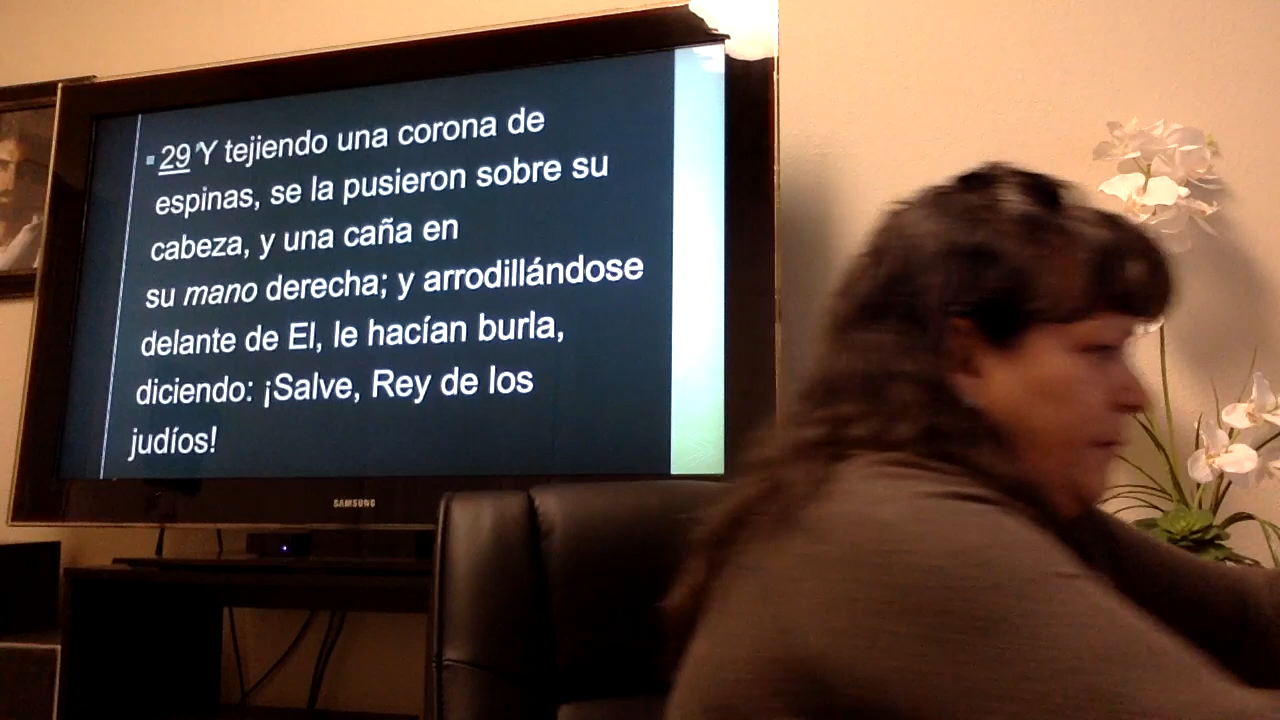 29 Y tejiendo una corona de
espinas, se la pusieron sobre su
cabeza, y una caña en
su mano derecha; y arrodillándose
delante de El, le hacían burla,
diciendo: ¡Salve, Rey de los
judíos!
SAMSUNG